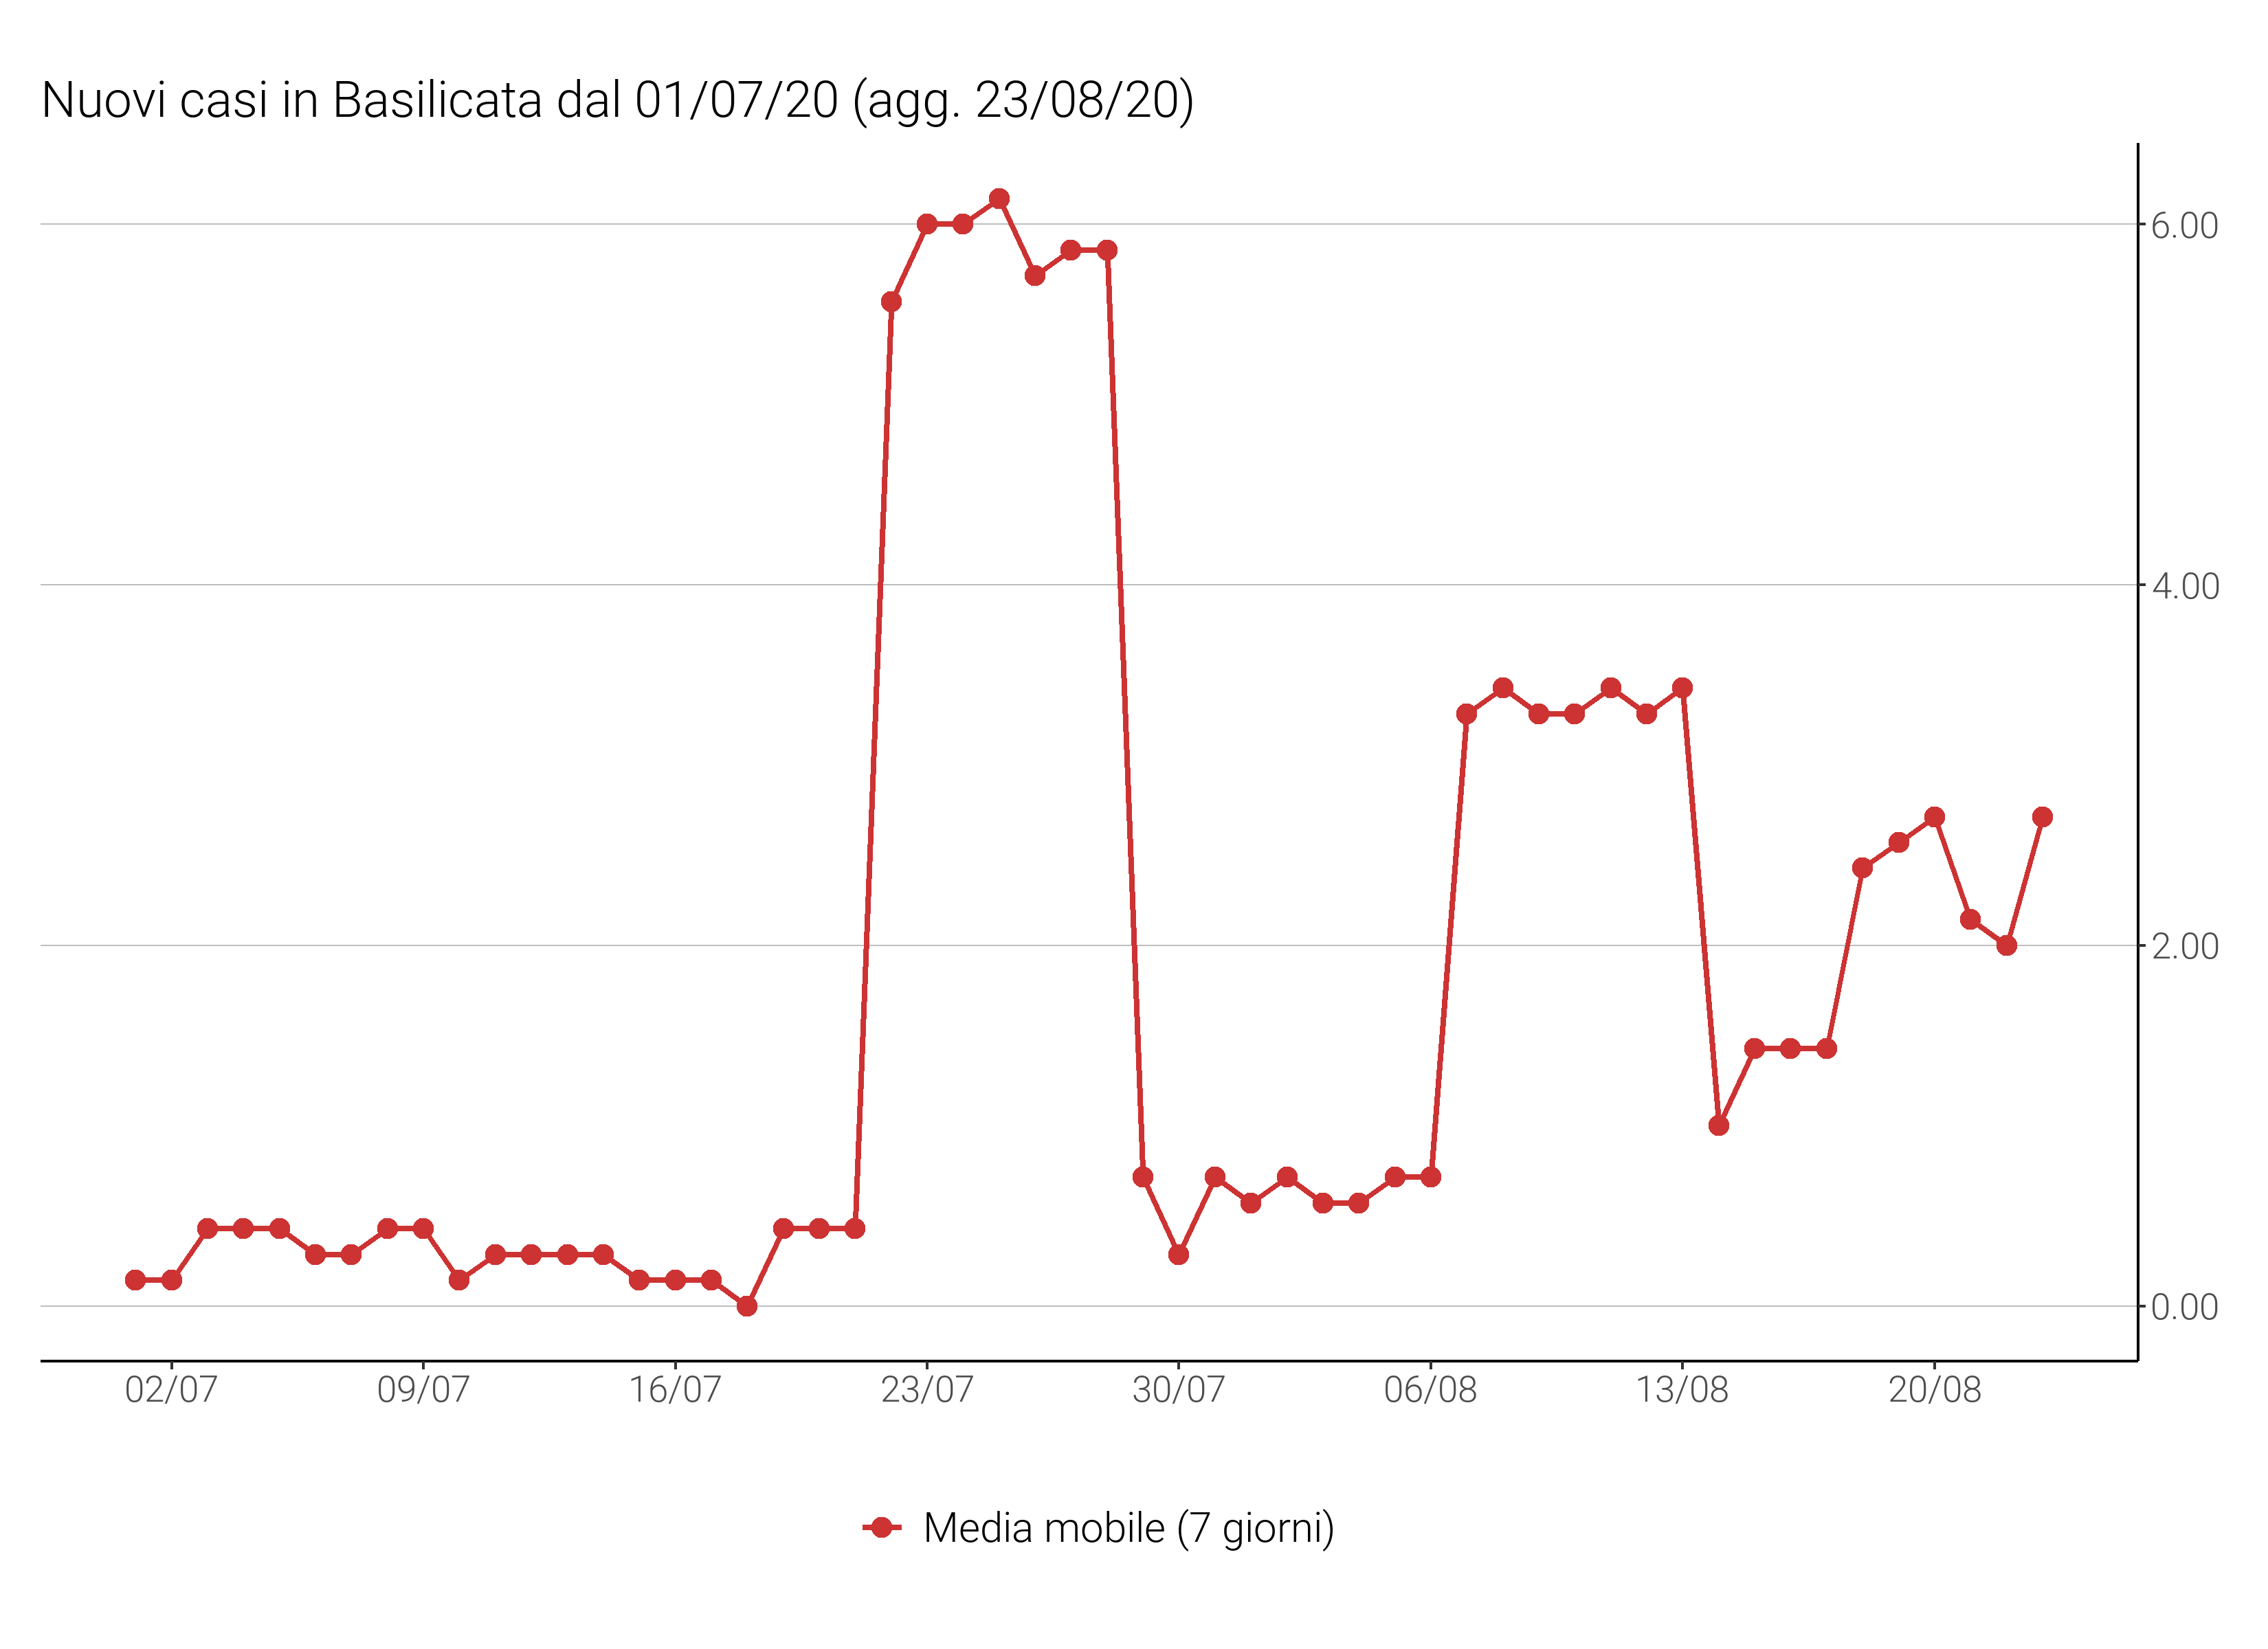 Nuovi casi in Basilicata dal 01/07/20 (agg. 23/08/20)
6.00
4.00
2.00
0.00
02/07 09/07 16/07 23/07 30/07 06/08 13/08 20/08
Media mobile (7 giorni)